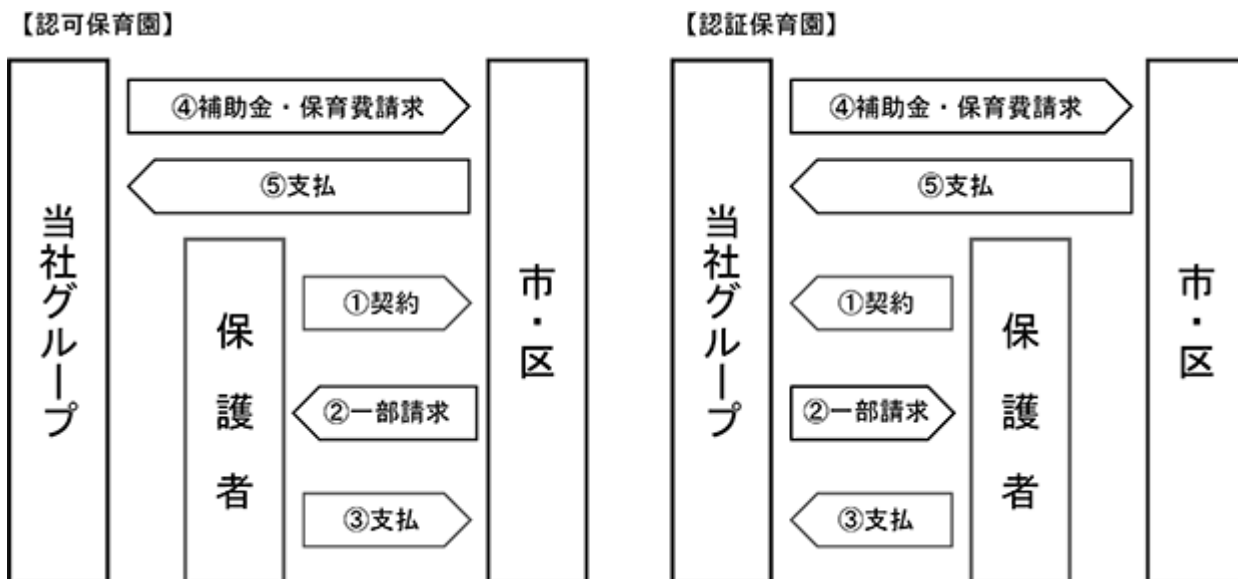 【認可保育園】
当社グループ
④補助金・保育費請求
⑤支払
保護者
①契約
②一部請求
③支払
市・区
【認証保育園】
当社グループ
④補助金・保育費請求
⑤支払
①契約
②一部請求
③支払
保護者
市・区